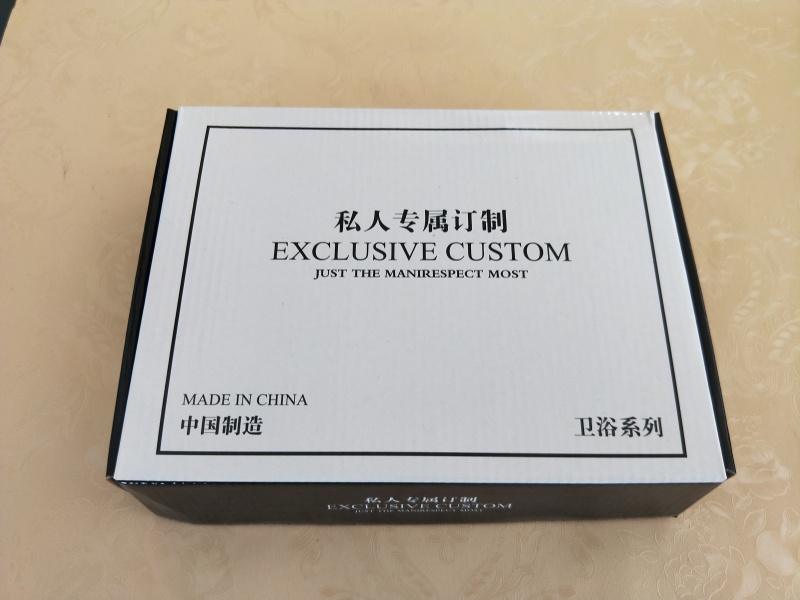 私人专属订制
EXCLUSIVE CUSTOM
JUST THE MANIRESPECT MOST
MADE IN CHINA
中国制造
卫浴系列
私人专属订制
EXCLUSIVE CUSTOM
JUST THE MANIRESPECT MOST